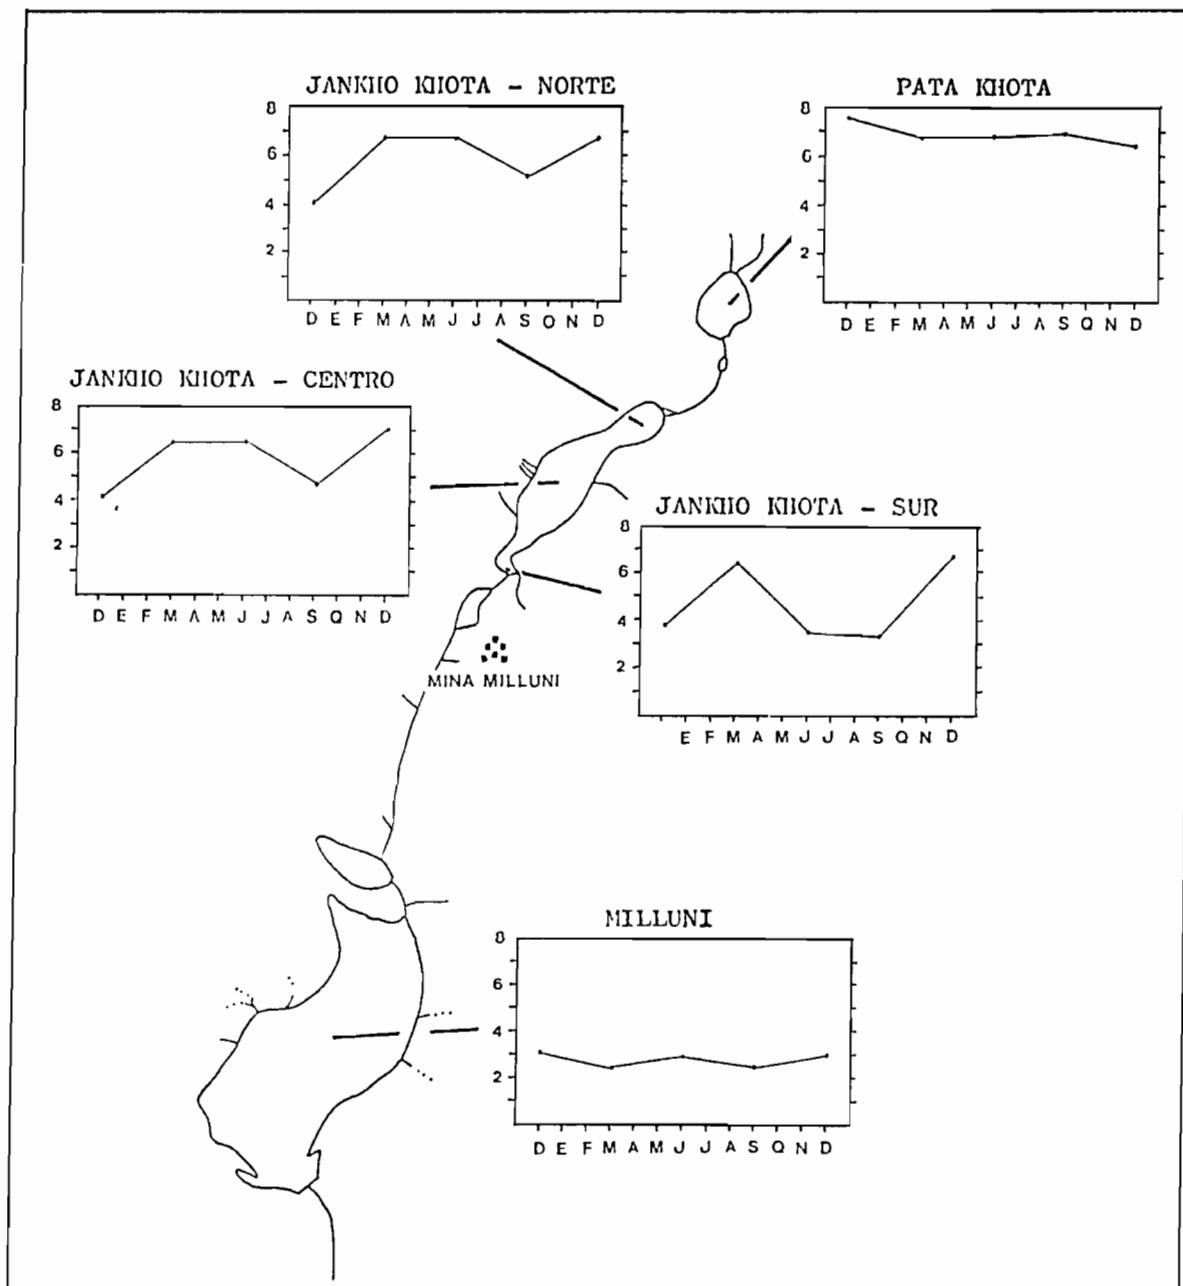 JANKHO KHOTA - NORTE
8
6
4
2
D E F M A M J J A S O N D
PATA KHOTA
8
6
4
2
D E F M A M J J A S O N D
JANKHO KHOTA - CENTRO
8
6
4
2
D E F M A M J J A S O N D
JANKHO KHOTA - SUR
8
6
4
2
E F M A M J J A S O N D
MINA MILLUNI
MILLUNI
8
6
4
2
D E F M A M J J A S O N D